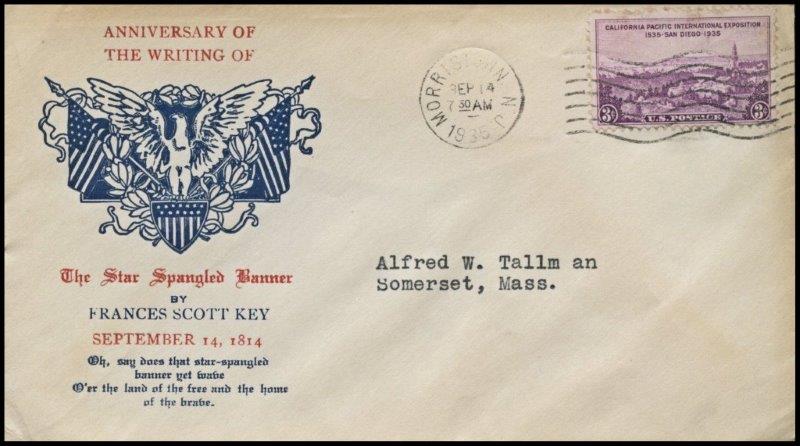 ANNIVERSARY OF
THE WRITING OF
The Star Spangled Banner
BY
FRANCES SCOTT KEY
SEPTEMBER 14, 1814
Oh, say does that star-spangled
banner yet wave
O'er the land of the free and the home
of the brave.
MORRISTOWN N.J.
SEP 14
7 30 AM
1935
CALIFORNIA PACIFIC INTERNATIONAL EXPOSITION
1935 · SAN DIEGO · 1935
3¢ U.S. POSTAGE 3¢
Alfred W. Tallm an
Somerset, Mass.